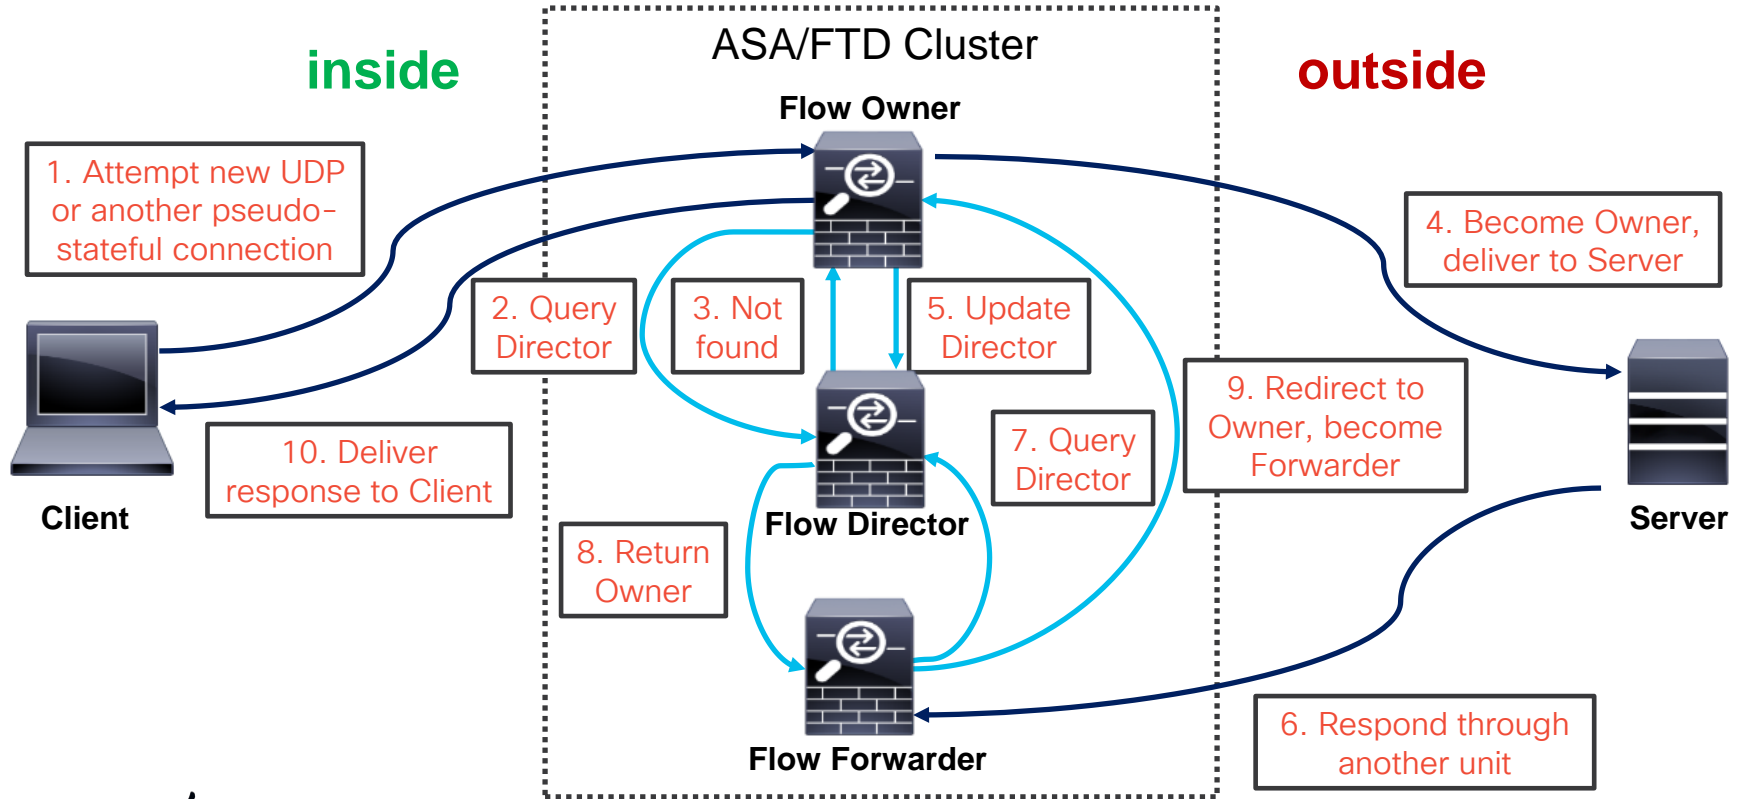 ASA/FTD Cluster
inside
outside
Flow Owner
1. Attempt new UDP
or another pseudo-
stateful connection
4. Become Owner,
deliver to Server
2. Query
Director
3. Not
found
5. Update
Director
9. Redirect to
Owner, become
Forwarder
10. Deliver
response to Client
7. Query
Director
Client
Flow Director
Server
8. Return
Owner
6. Respond through
another unit
Flow Forwarder